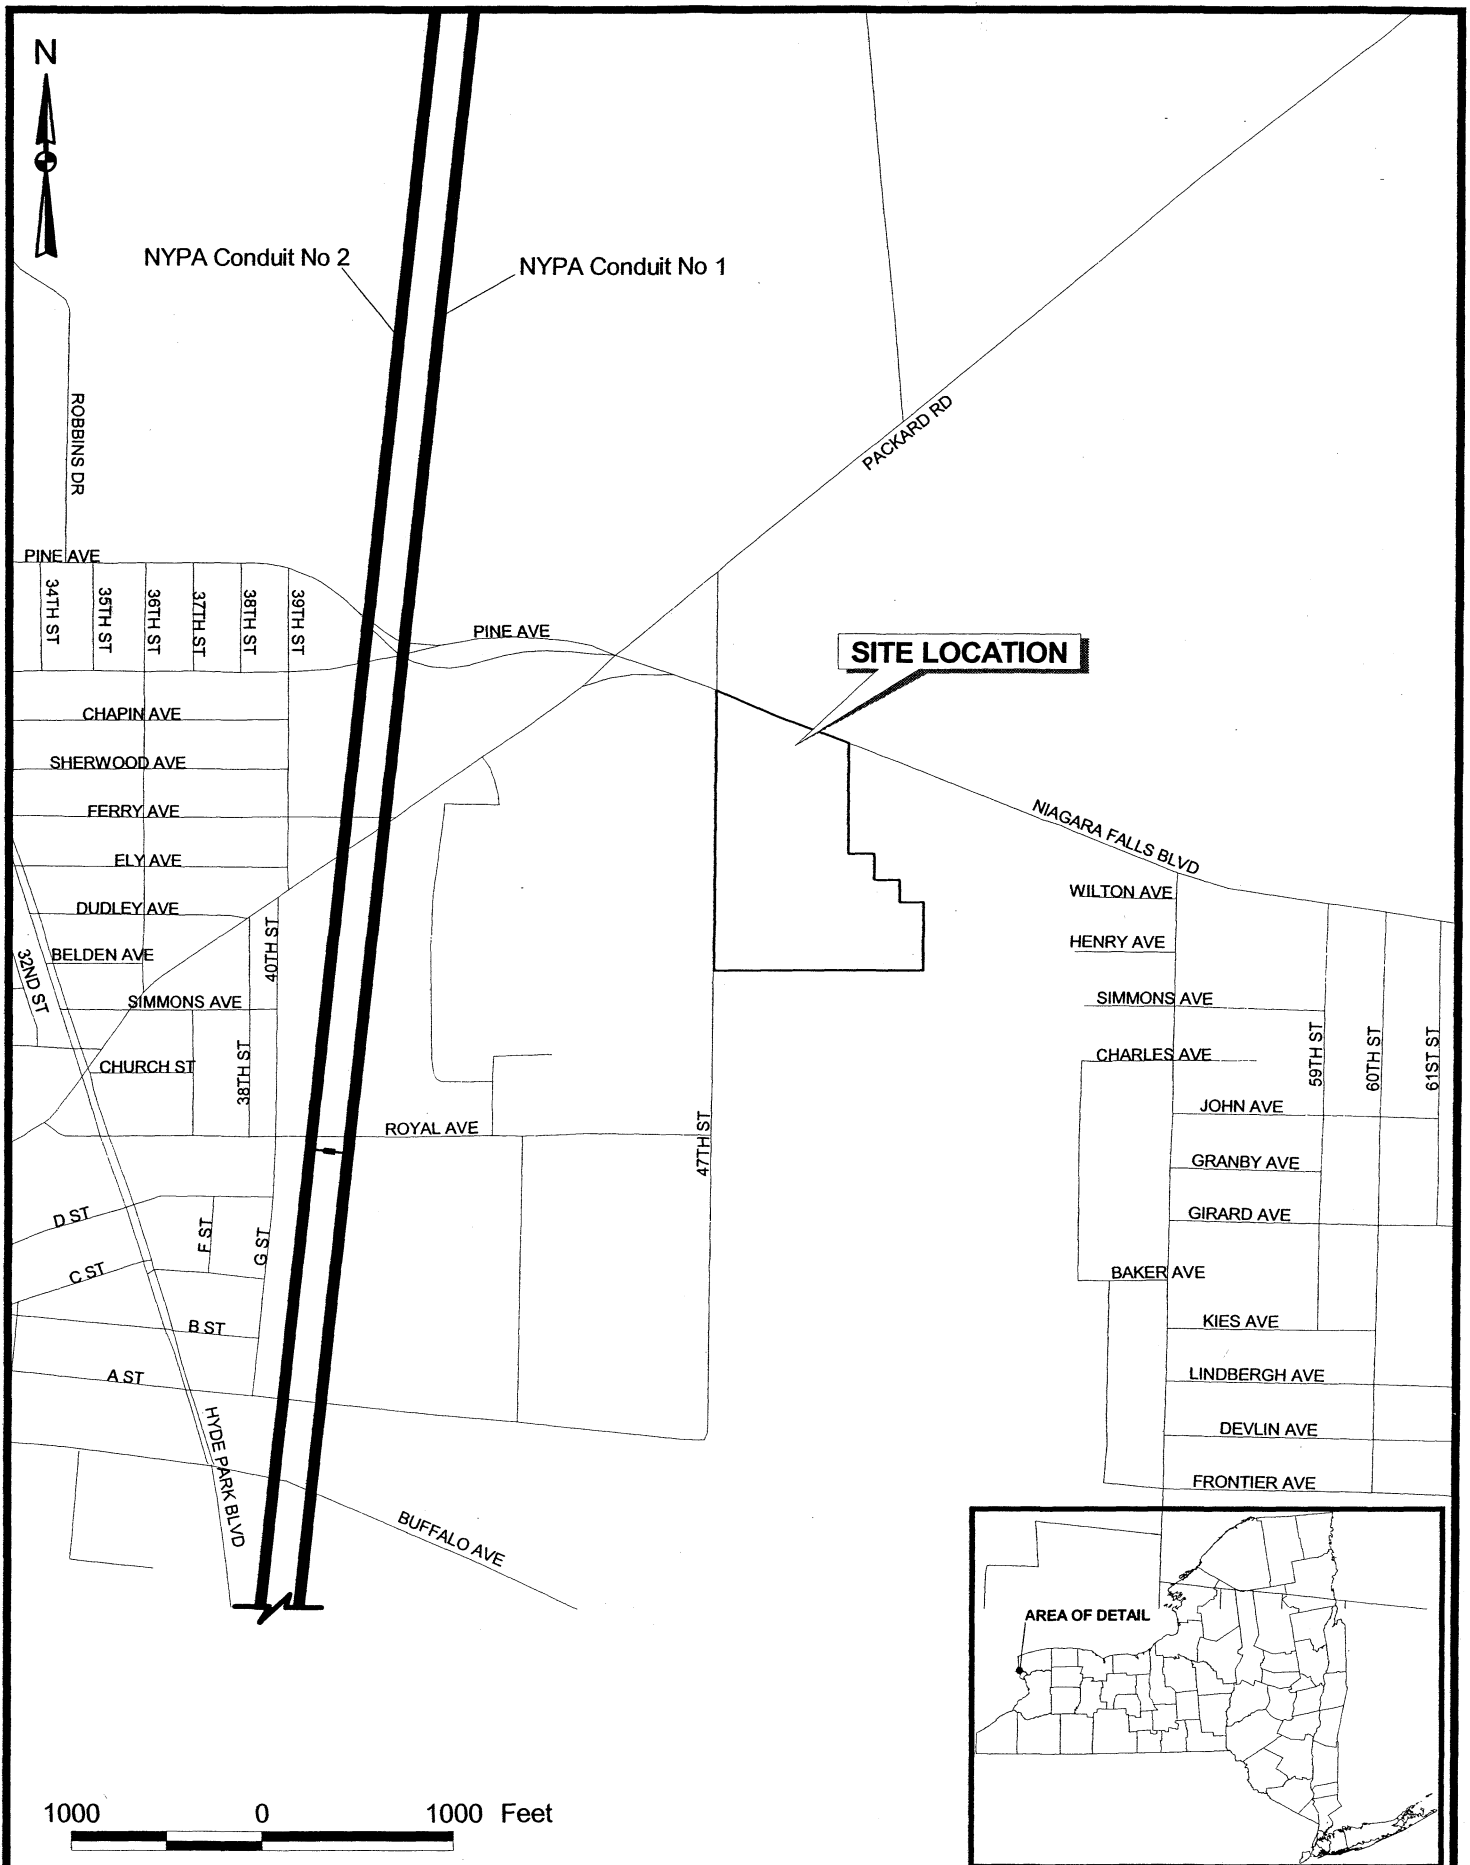 N
NYPA Conduit No 2
NYPA Conduit No 1
ROBBINS DR
PACKARD RD
PINE AVE
34TH ST
35TH ST
36TH ST
37TH ST
38TH ST
39TH ST
PINE AVE
SITE LOCATION
CHAPIN AVE
SHERWOOD AVE
FERRY AVE
NIAGARA FALLS BLVD
ELY AVE
WILTON AVE
DUDLEY AVE
40TH ST
HENRY AVE
BELDEN AVE
32ND ST
SIMMONS AVE
SIMMONS AVE
CHURCH ST
38TH ST
CHARLES AVE
59TH ST
60TH ST
61ST ST
JOHN AVE
ROYAL AVE
47TH ST
GRANBY AVE
D ST
F ST
G ST
GIRARD AVE
C ST
BAKER AVE
B ST
KIES AVE
A ST
LINDBERGH AVE
HYDE PARK BLVD
DEVLIN AVE
FRONTIER AVE
BUFFALO AVE
AREA OF DETAIL
1000 0 1000 Feet